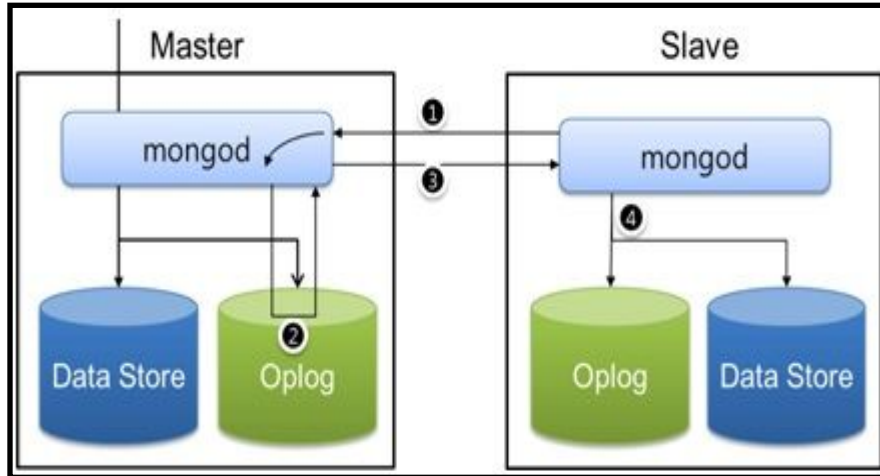 Master
Slave
mongod
mongod
1
3
4
2
Data Store
Oplog
Oplog
Data Store